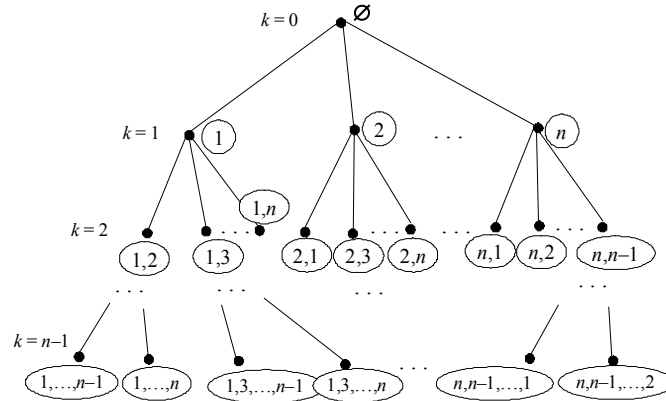 k = 0 ∅
k = 1 1 2 . . . n
. . . . . .
1,n
k = 2 . . . . . . . . . . . . . . .
1,2 1,3 2,1 2,3 2,n n,1 n,2 n,n–1
. . . . . . . . . . . .
k = n–1
. . .
1,…,n–1 1,…,n 1,3,…,n–1 1,3,…,n n,n–1,…,1 n,n–1,…,2